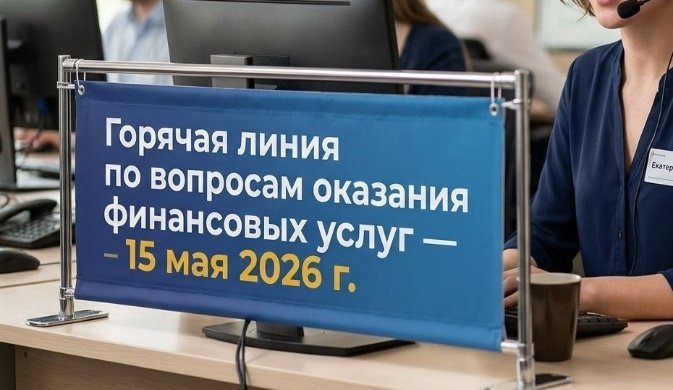 Горячая линия
по вопросам оказания
финансовых услуг —
– 15 мая 2026 г.